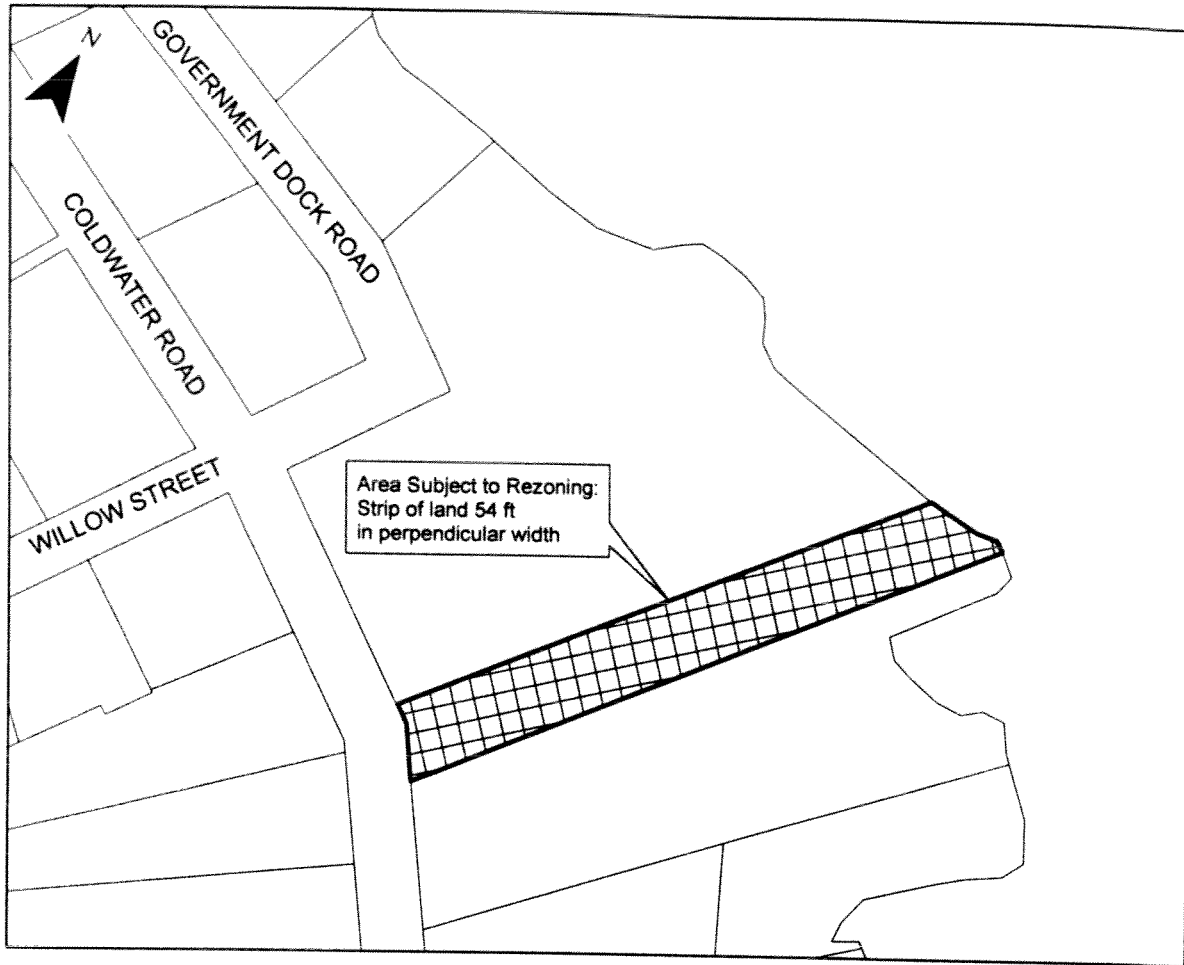 N
GOVERNMENT DOCK ROAD
COLDWATER ROAD
WILLOW STREET
Area Subject to Rezoning:
Strip of land 54 ft
in perpendicular width